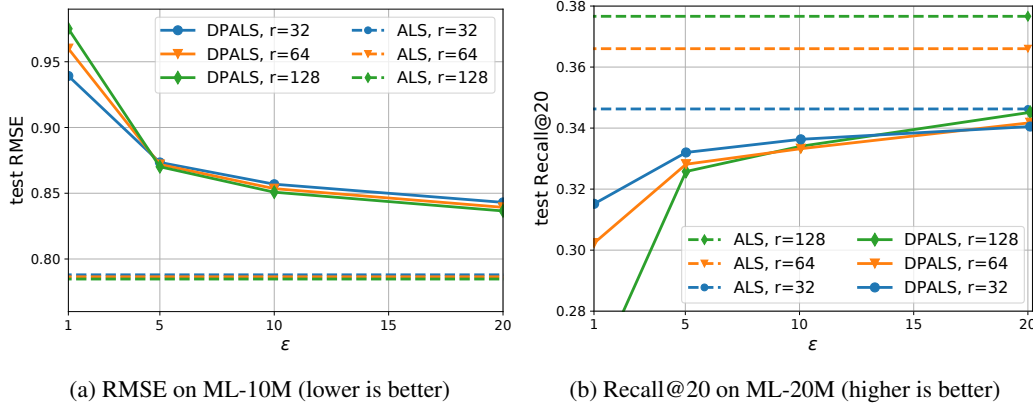 test RMSE
0.95
0.90
0.85
0.80
1
5
10
15
20
ε
DPALS, r=32
DPALS, r=64
DPALS, r=128
ALS, r=32
ALS, r=64
ALS, r=128
(a) RMSE on ML-10M (lower is better)
test Recall@20
0.38
0.36
0.34
0.32
0.30
0.28
1
5
10
15
20
ε
ALS, r=128
ALS, r=64
ALS, r=32
DPALS, r=128
DPALS, r=64
DPALS, r=32
(b) Recall@20 on ML-20M (higher is better)